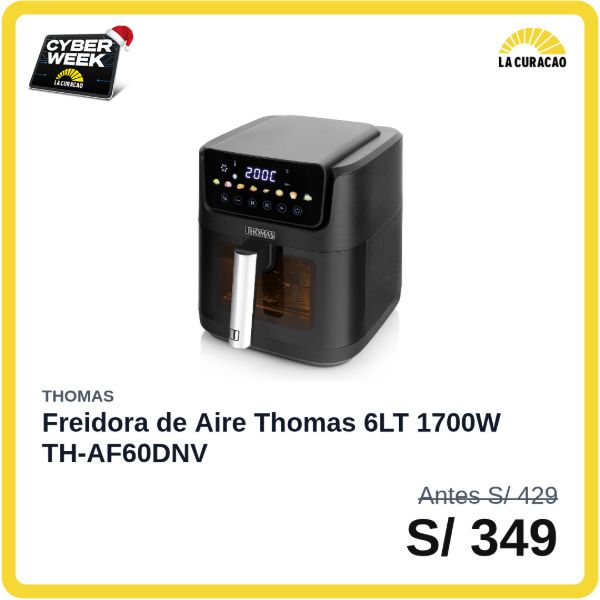 CYBER
WEEK
LA CURACAO
LA CURACAO
200C
THOMAS
THOMAS
Freidora de Aire Thomas 6LT 1700W
TH-AF60DNV
Antes S/ 429
S/ 349